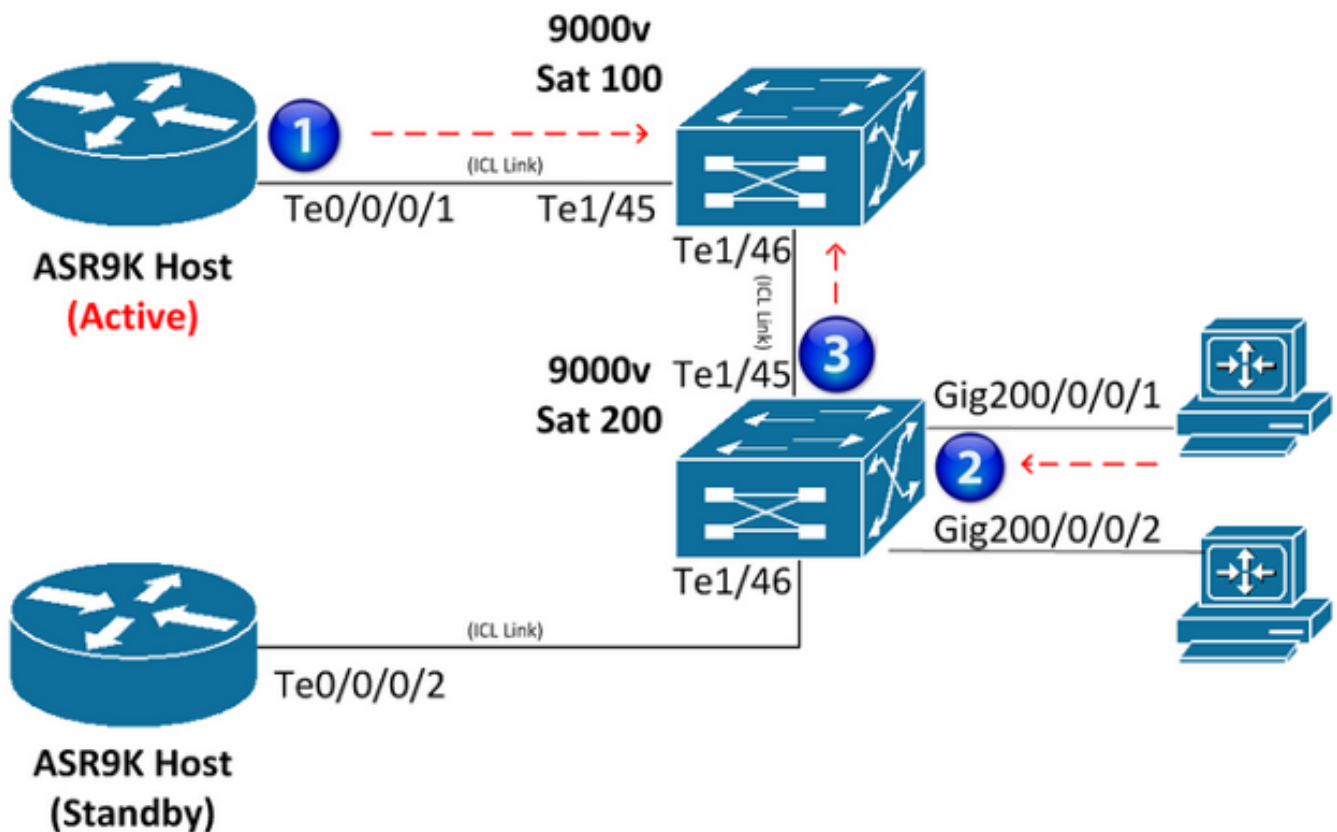 9000v
Sat 100
1
(ICL Link)
Te0/0/0/1
Te1/45
ASR9K Host
(Active)
Te1/46
(ICL Link)
3
9000v
Sat 200
Te1/45
Gig200/0/0/1
2
Gig200/0/0/2
Te1/46
(ICL Link)
Te0/0/0/2
ASR9K Host
(Standby)